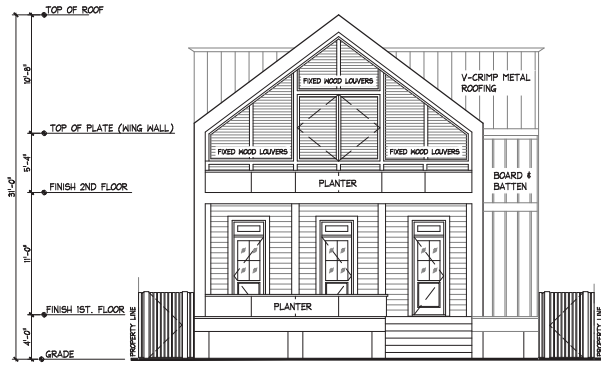 TOP OF ROOF
10'-8"
FIXED WOOD LOUVERS
V-CRIMP METAL
ROOFING
TOP OF PLATE (WING WALL)
FIXED WOOD LOUVERS
FIXED WOOD LOUVERS
5'-4"
31'-0"
BOARD &
BATTEN
FINISH 2ND FLOOR
PLANTER
11'-0"
PLANTER
FINISH 1ST. FLOOR
PROPERTY LINE
PROPERTY LINE
4'-0"
GRADE